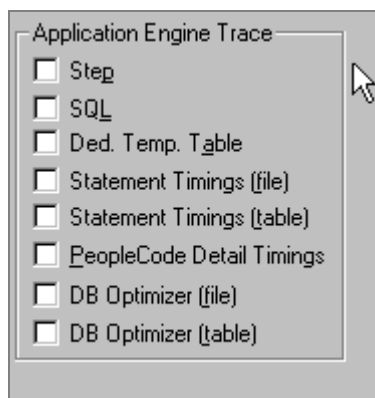 Application Engine Trace
Step
SQL
Ded. Temp. Table
Statement Timings (file)
Statement Timings (table)
PeopleCode Detail Timings
DB Optimizer (file)
DB Optimizer (table)